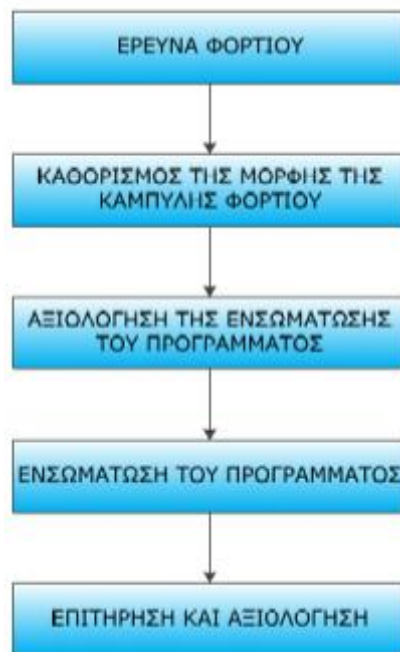 ΕΡΕΥΝΑ ΦΟΡΤΙΟΥ
ΚΑΘΟΡΙΣΜΟΣ ΤΗΣ ΜΟΡΦΗΣ ΤΗΣ
ΚΑΜΠΥΛΗΣ ΦΟΡΤΙΟΥ
ΑΞΙΟΛΟΓΗΣΗ ΤΗΣ ΕΝΣΩΜΑΤΩΣΗΣ
ΤΟΥ ΠΡΟΓΡΑΜΜΑΤΟΣ
ΕΝΣΩΜΑΤΩΣΗ ΤΟΥ ΠΡΟΓΡΑΜΜΑΤΟΣ
ΕΠΙΤΗΡΗΣΗ ΚΑΙ ΑΞΙΟΛΟΓΗΣΗ